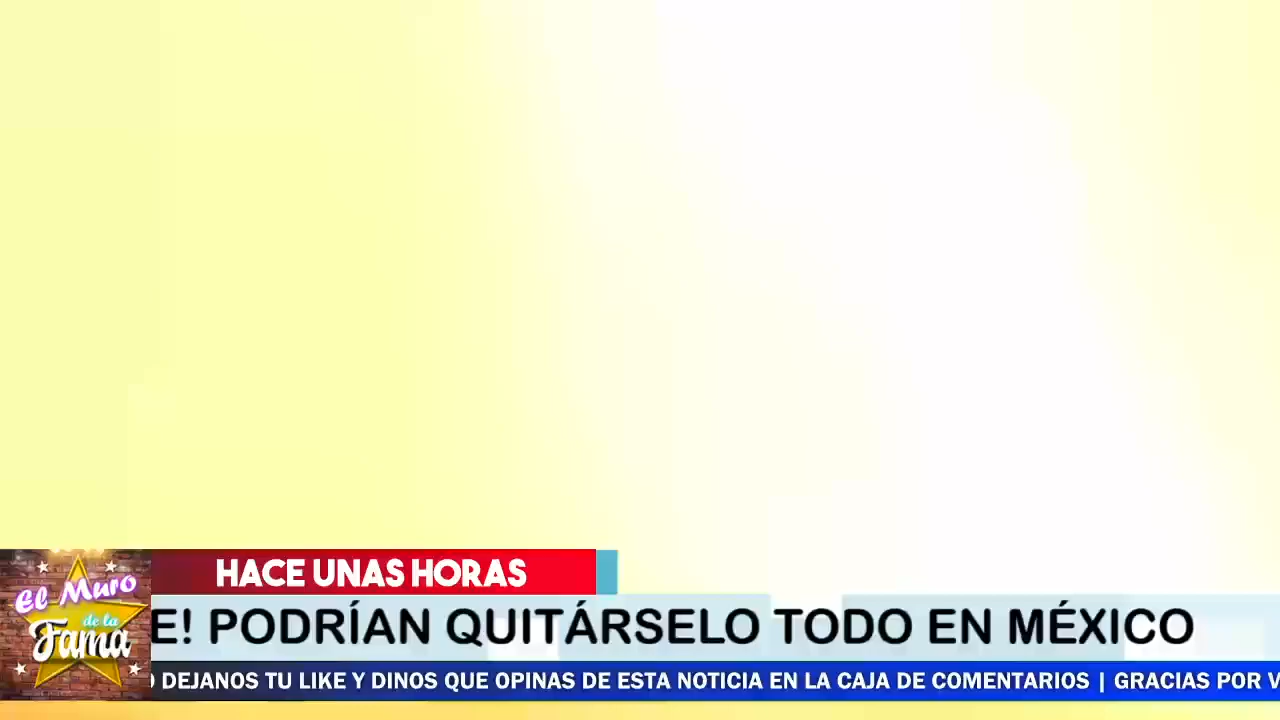 HACE UNAS HORAS
El Muro
de la
Fama
E! PODRÍAN QUITÁRSELO TODO EN MÉXICO
O DEJANOS TU LIKE Y DINOS QUE OPINAS DE ESTA NOTICIA EN LA CAJA DE COMENTARIOS | GRACIAS POR V